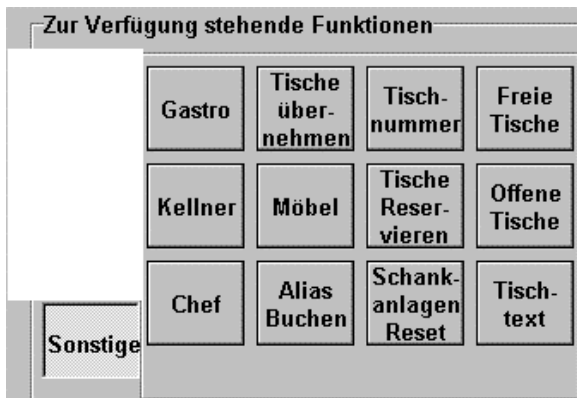 Zur Verfügung stehende Funktionen
Gastro
Tische
über-
nehmen
Tisch-
nummer
Freie
Tische
Kellner
Möbel
Tische
Reser-
vieren
Offene
Tische
Chef
Alias
Buchen
Schank-
anlagen
Reset
Tisch-
text
Sonstige